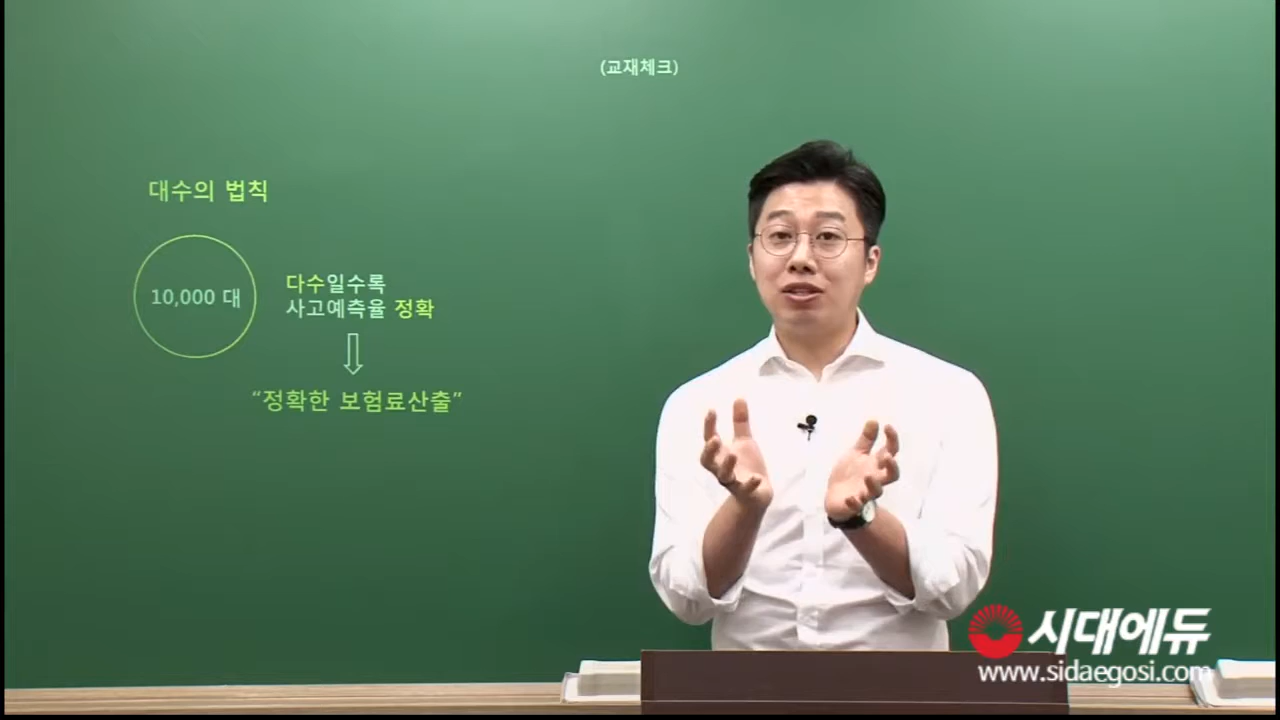 (교재체크)
대수의 법칙
10,000 대
다수일수록
사고예측율 정확
“정확한 보험료산출”
시대에듀
www.sidaegosi.com